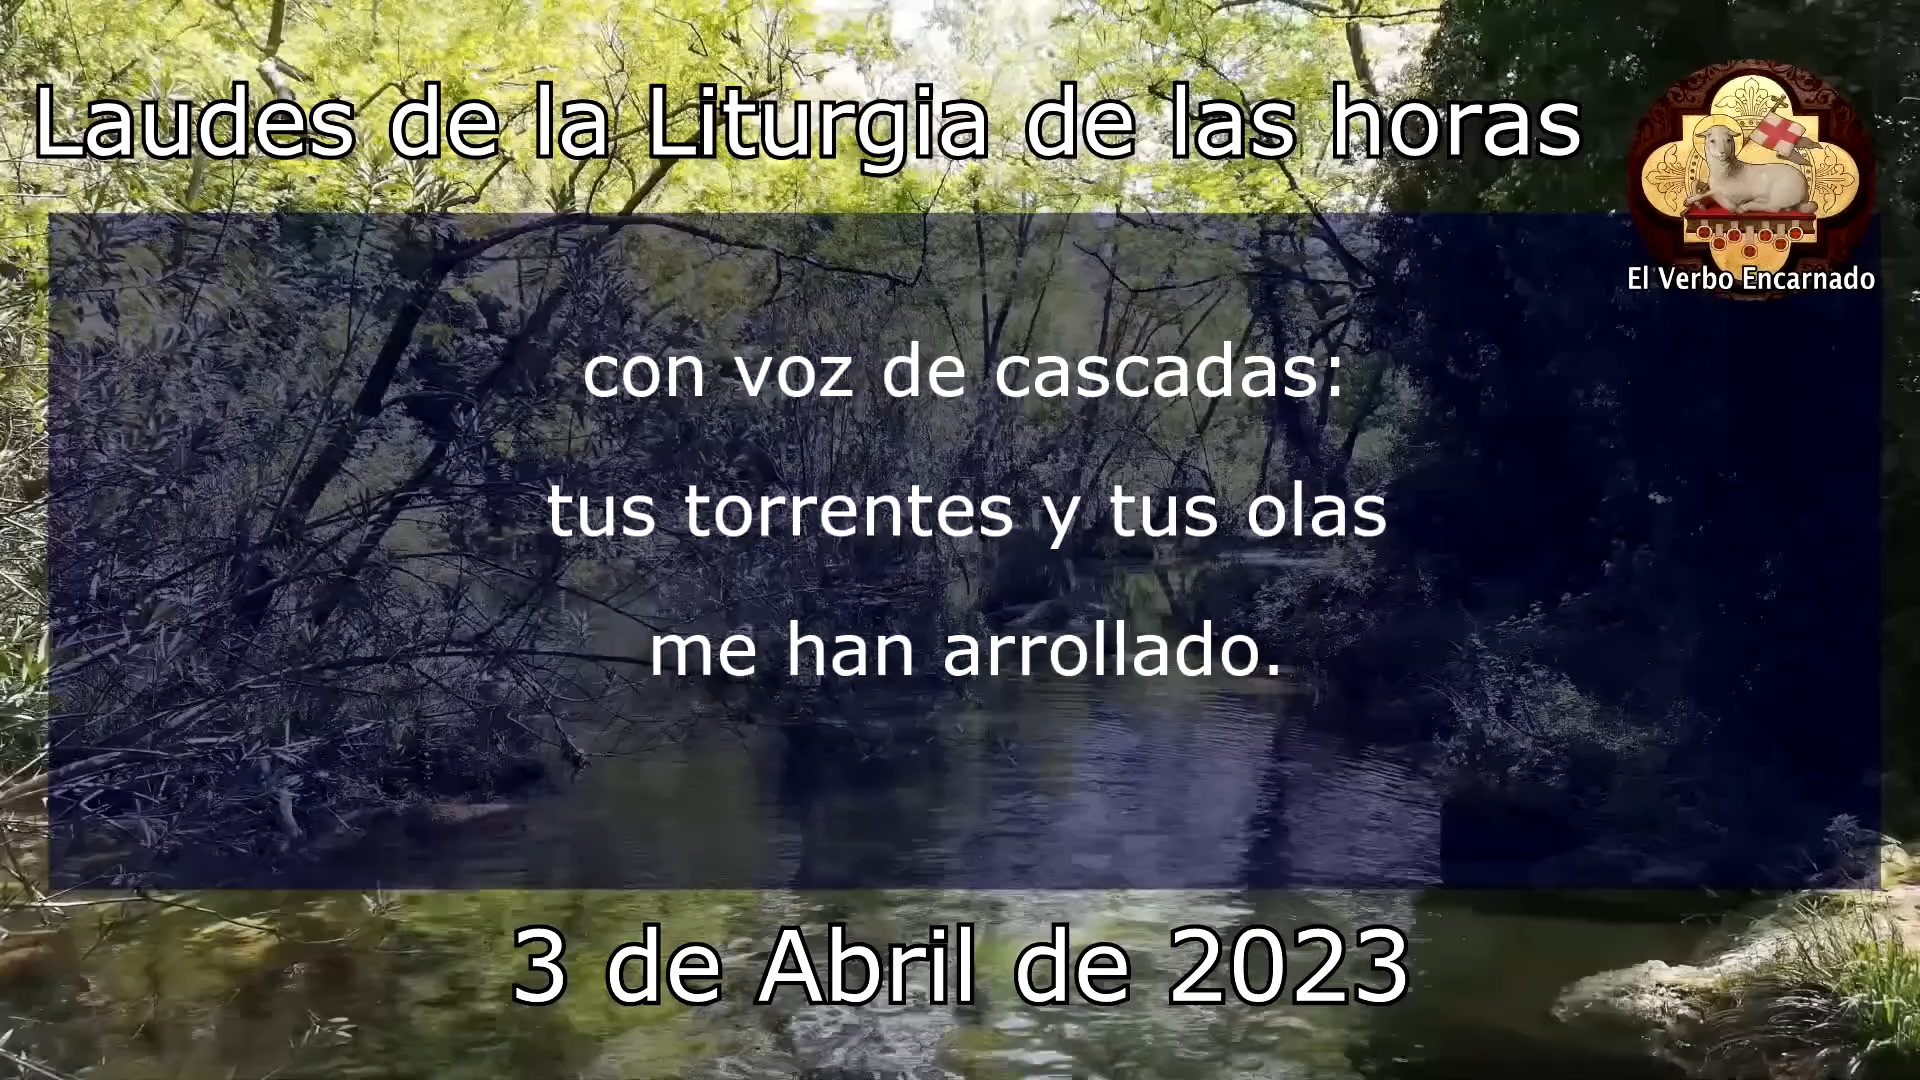 Laudes de la Liturgia de las horas
El Verbo Encarnado
con voz de cascadas:
tus torrentes y tus olas
me han arrollado.
3 de Abril de 2023